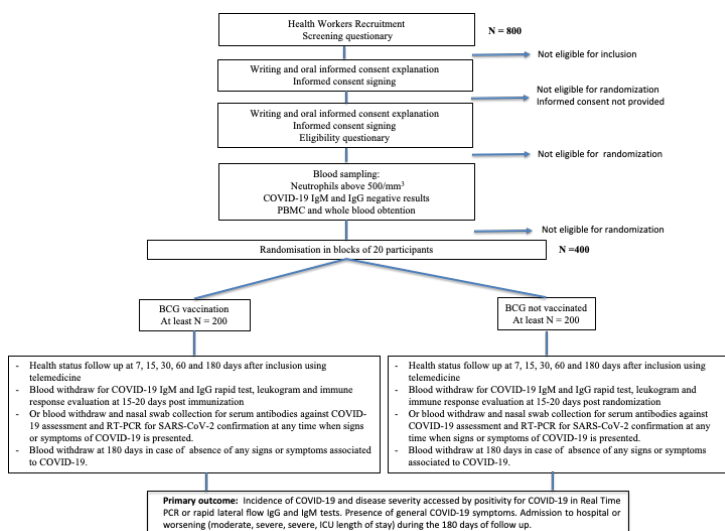 Health Workers Recruitment
Screening questionary
N = 800
Not eligible for inclusion
Writing and oral informed consent explanation
Informed consent signing
Not eligible for randomization
Informed consent not provided
Writing and oral informed consent explanation
Informed consent signing
Eligibility questionary
Not eligible for randomization
Blood sampling:
Neutrophils above 500/mm³
COVID-19 IgM and IgG negative results
PBMC and whole blood obtention
Not eligible for randomization
Randomisation in blocks of 20 participants
N =400
BCG vaccination
At least N = 200
BCG not vaccinated
At least N = 200
- Health status follow up at 7, 15, 30, 60 and 180 days after inclusion using
telemedicine
- Blood withdraw for COVID-19 IgM and IgG rapid test, leukogram and immune
response evaluation at 15-20 days post immunization
- Or blood withdraw and nasal swab collection for serum antibodies against COVID-
19 assessment and RT-PCR for SARS-CoV-2 confirmation at any time when signs
or symptoms of COVID-19 is presented.
- Blood withdraw at 180 days in case of absence of any signs or symptoms associated
to COVID-19.
- Health status follow up at 7, 15, 30, 60 and 180 days after inclusion using
telemedicine
- Blood withdraw for COVID-19 IgM and IgG rapid test, leukogram and immune
response evaluation at 15-20 days post randomization
- Or blood withdraw and nasal swab collection for serum antibodies against
COVID-19 assessment and RT-PCR for SARS-CoV-2 confirmation at any
time when signs or symptoms of COVID-19 is presented.
- Blood withdraw at 180 days in case of absence of any signs or symptoms
associated to COVID-19.
Primary outcome: Incidence of COVID-19 and disease severity accessed by positivity for COVID-19 in Real Time
PCR or rapid lateral flow IgG and IgM tests. Presence of general COVID-19 symptoms. Admission to hospital or
worsening (moderate, severe, severe, ICU length of stay) during the 180 days of follow up.